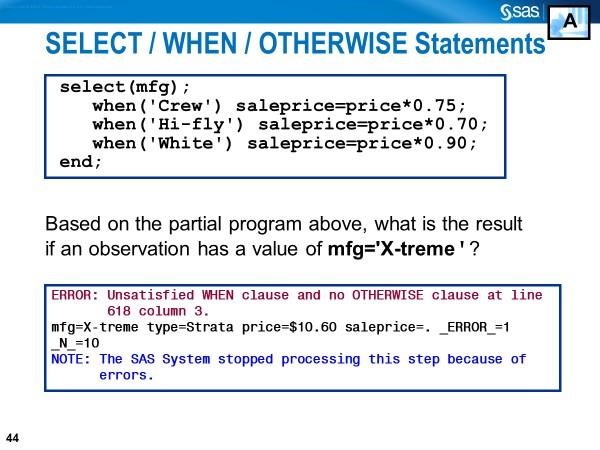 sas
A
SELECT / WHEN / OTHERWISE Statements
select(mfg);
when('Crew') saleprice=price*0.75;
when('Hi-fly') saleprice=price*0.70;
when('White') saleprice=price*0.90;
end;
Based on the partial program above, what is the result
if an observation has a value of mfg='X-treme'?
ERROR: Unsatisfied WHEN clause and no OTHERWISE clause at line
618 column 3.
mfg=X-treme type=Strata price=$10.60 saleprice=. _ERROR_=1
_N_=10
NOTE: The SAS System stopped processing this step because of
errors.
44